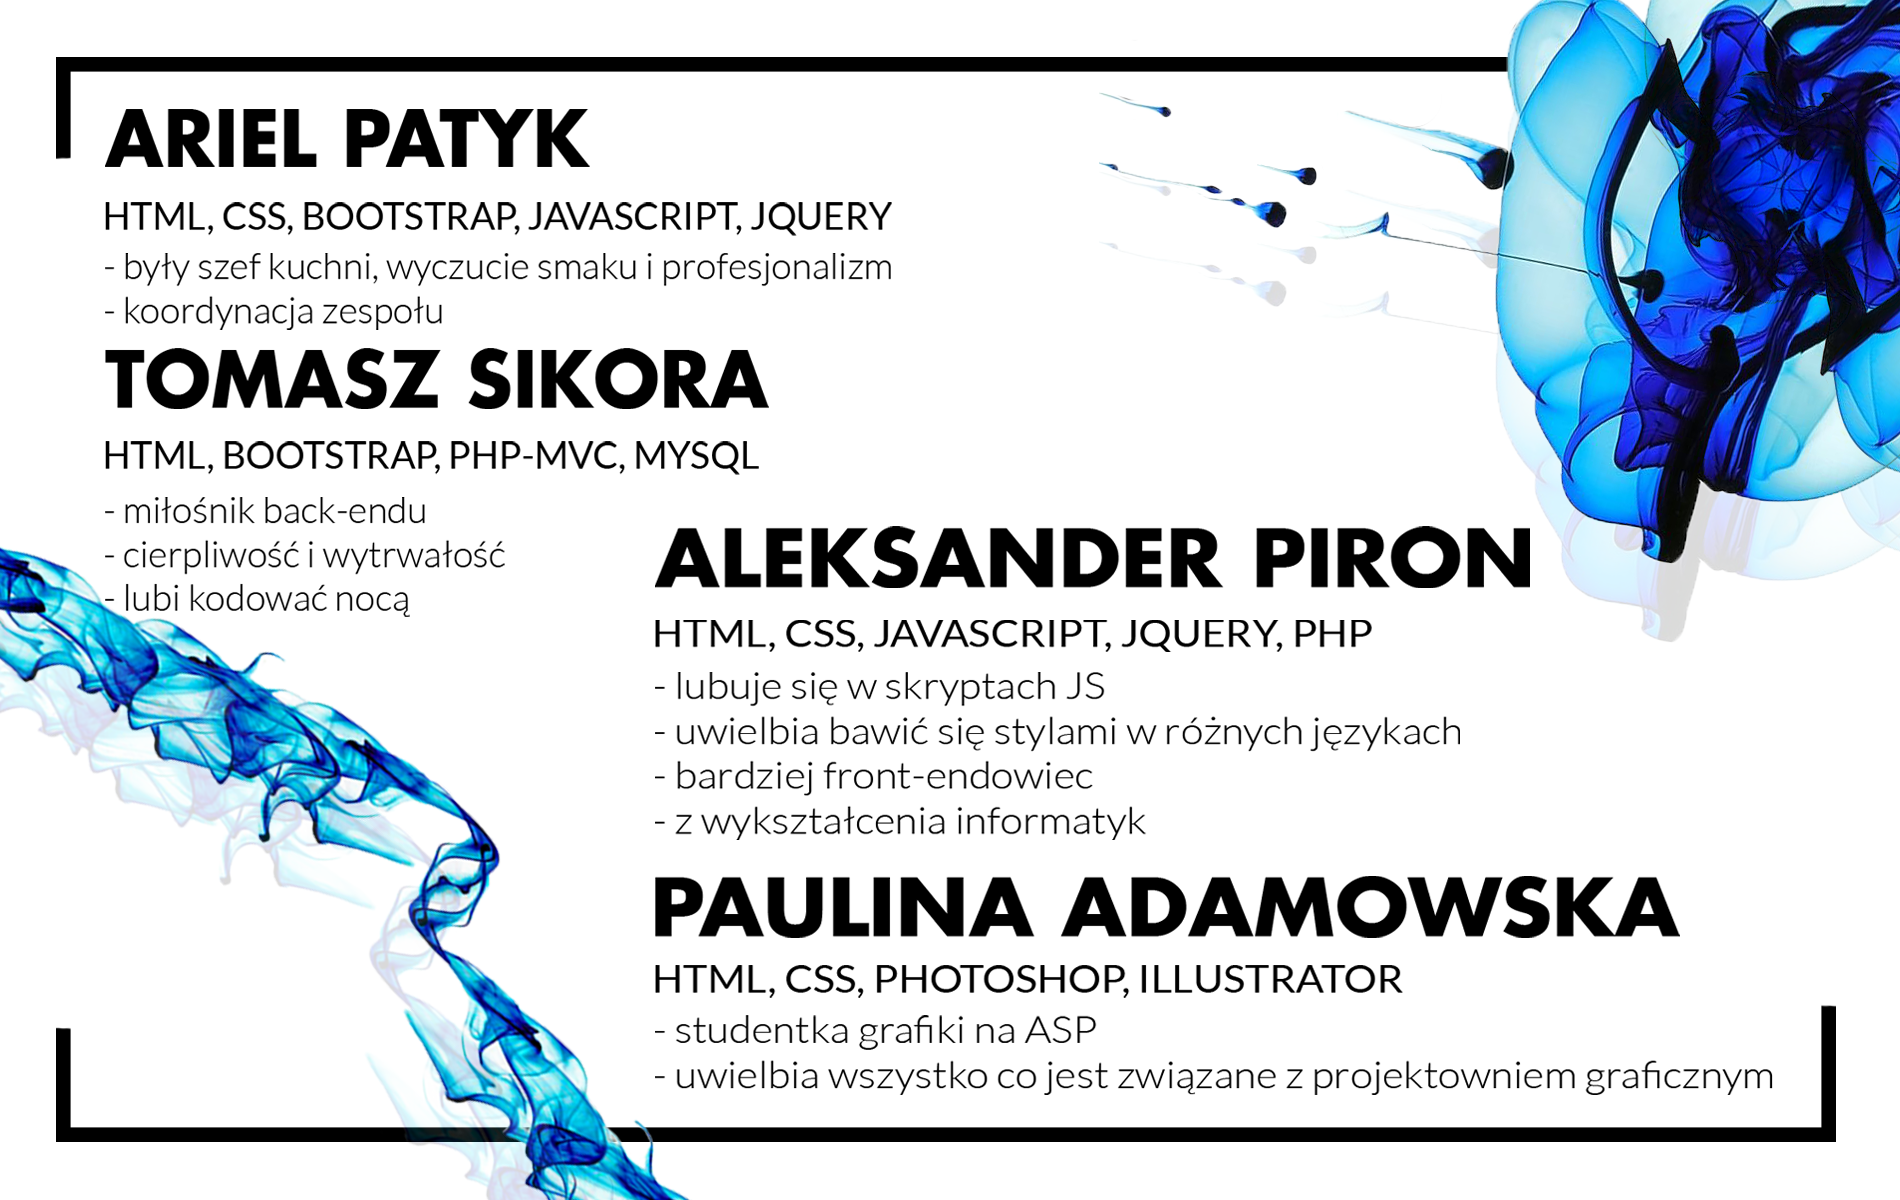 ARIEL PATYK
HTML, CSS, BOOTSTRAP, JAVASCRIPT, JQUERY
- były szef kuchni, wyczucie smaku i profesjonalizm
- koordynacja zespołu
TOMASZ SIKORA
HTML, BOOTSTRAP, PHP-MVC, MYSQL
- miłośnik back-endu
- cierpliwość i wytrwałość
- lubi kodować nocą
ALEKSANDER PIRON
HTML, CSS, JAVASCRIPT, JQUERY, PHP
- lubuje się w skryptach JS
- uwielbia bawić się stylami w różnych językach
- bardziej front-endowiec
- z wykształcenia informatyk
PAULINA ADAMOWSKA
HTML, CSS, PHOTOSHOP, ILLUSTRATOR
- studentka grafiki na ASP
- uwielbia wszystko co jest związane z projektowniem graficznym